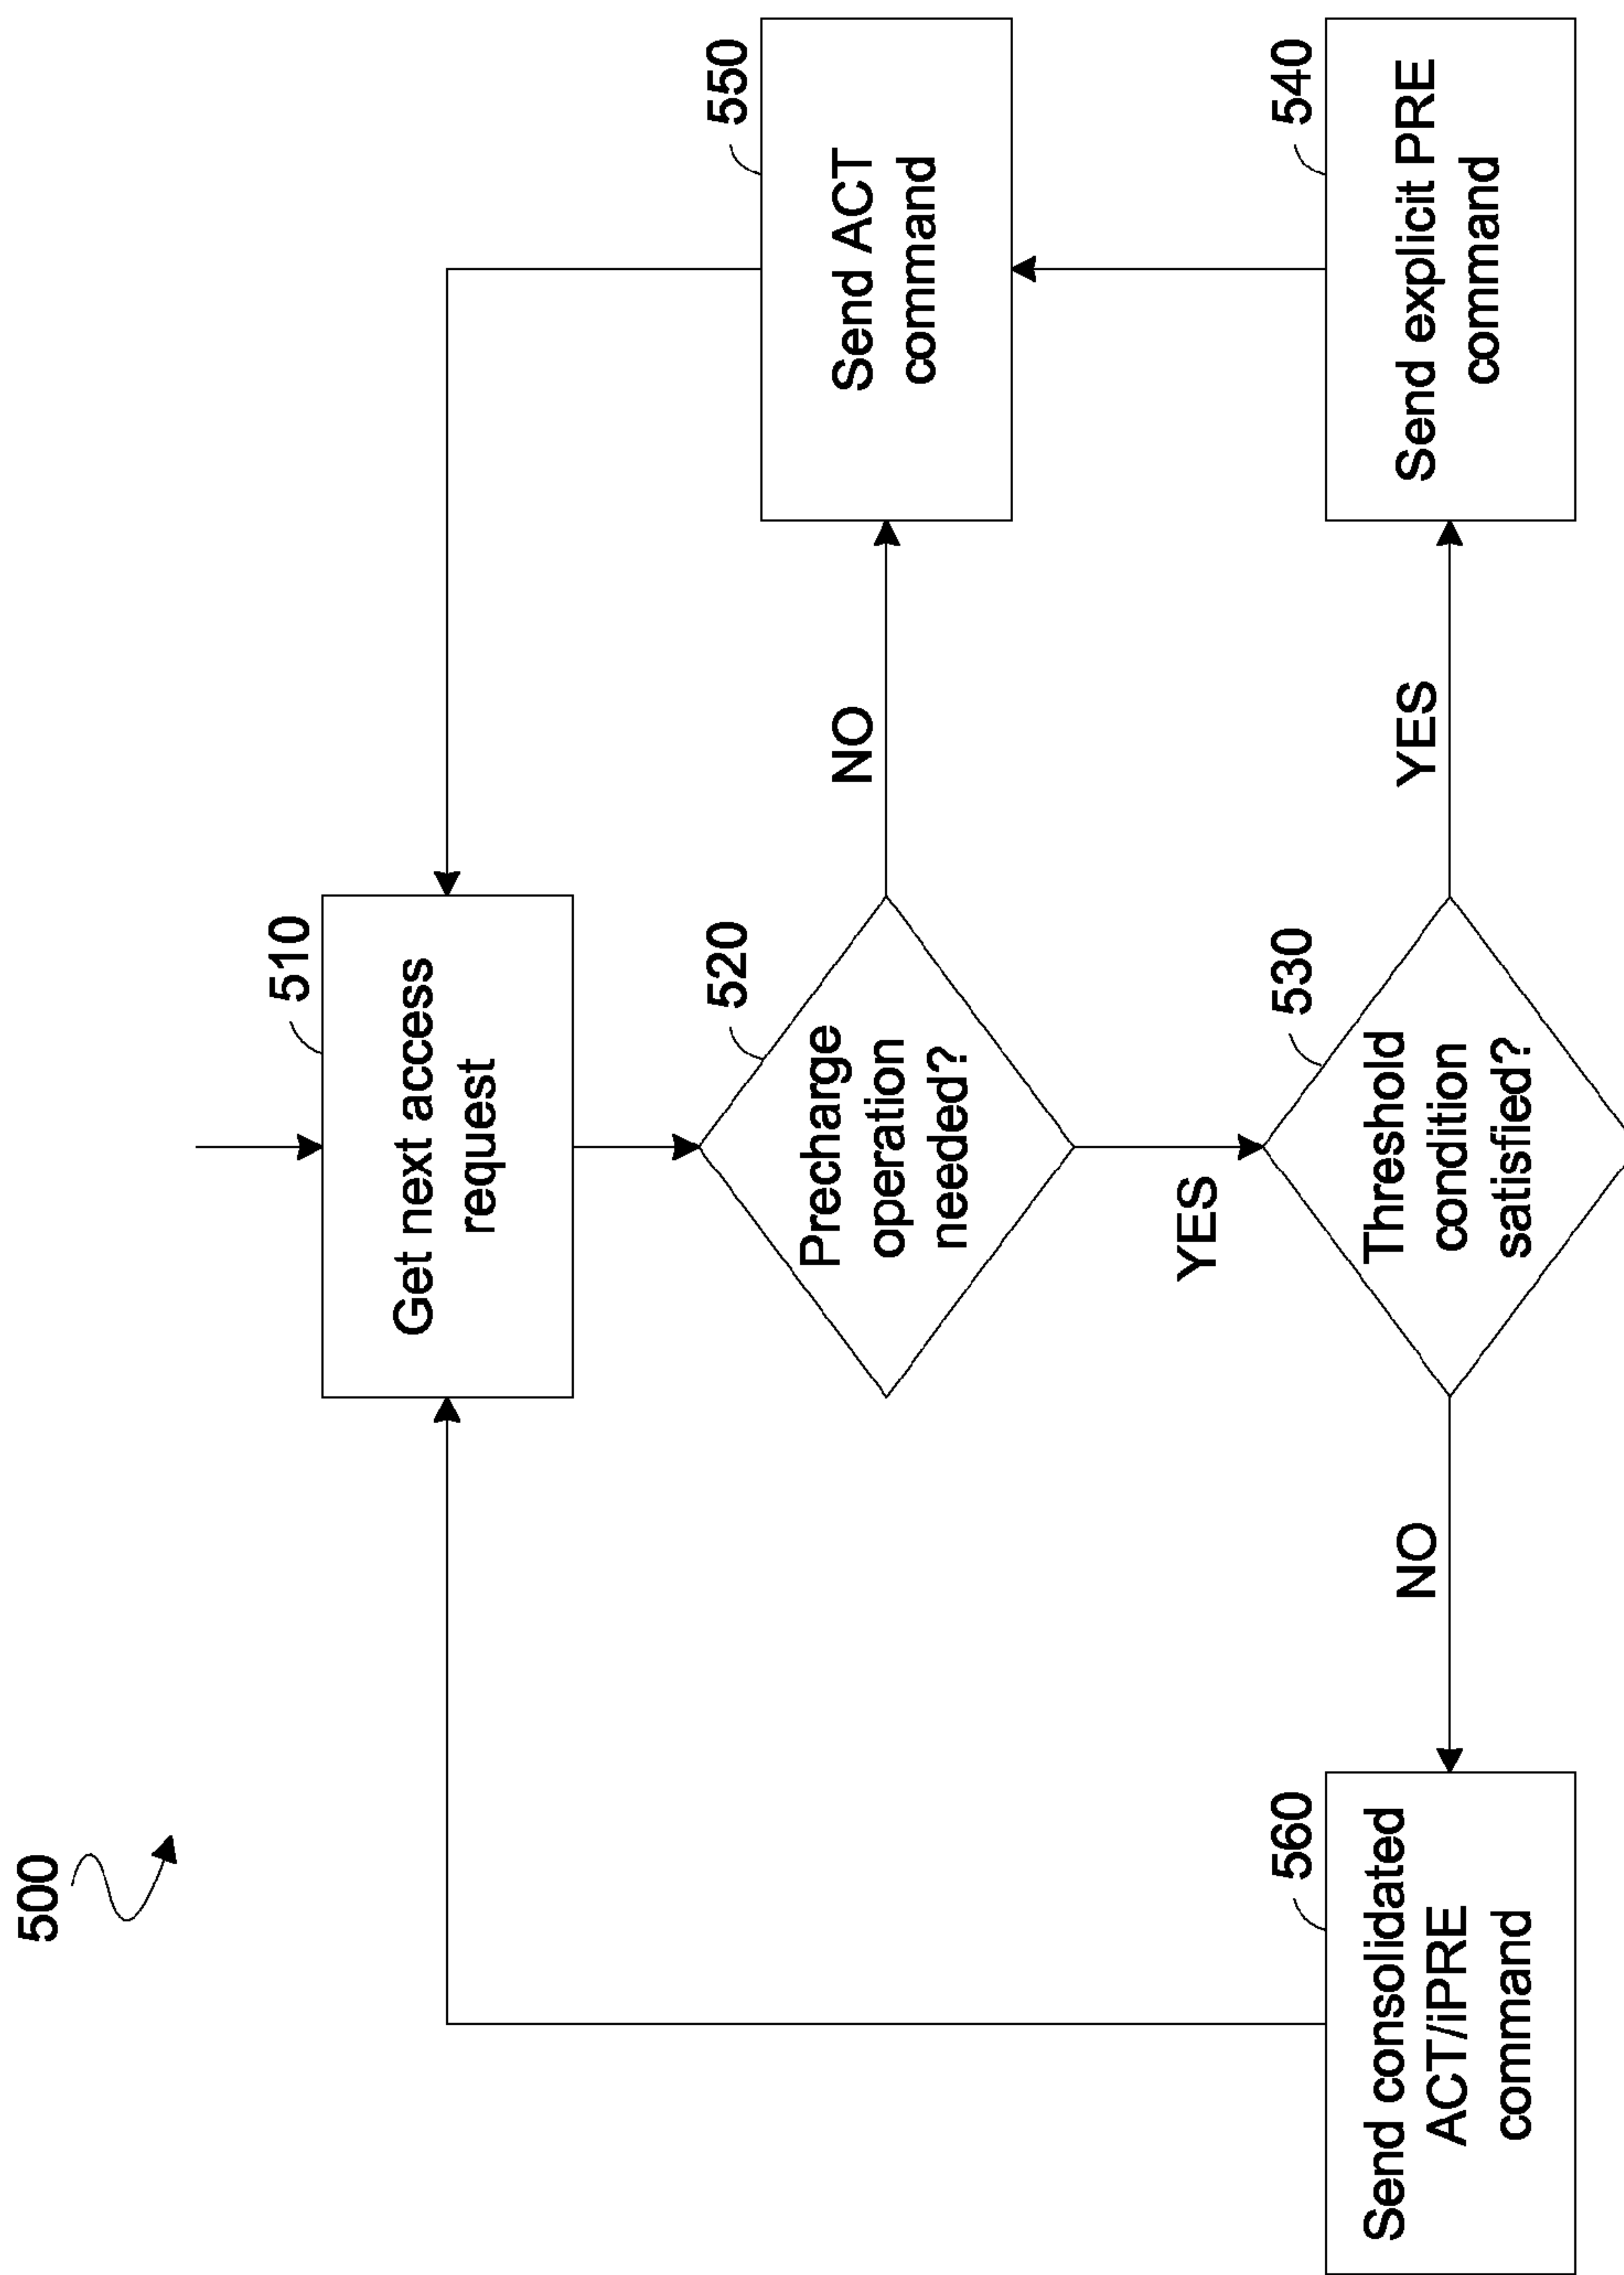 500
510
Get next access
request
520
Precharge
operation
needed?
NO
550
Send ACT
command
YES
530
Threshold
condition
satisfied?
NO
YES
560
Send consolidated
ACT/iPRE
command
540
Send explicit PRE
command